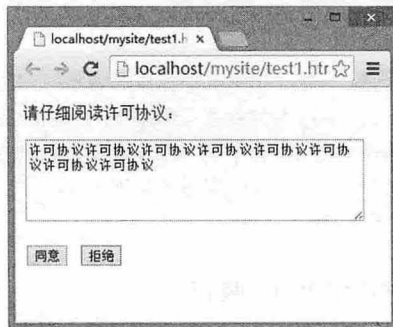 localhost/mysite/test1.h
localhost/mysite/test1.htr
请仔细阅读许可协议：
许可协议许可协议许可协议许可协议许可协议许可协
议许可协议许可协议
同意 拒绝